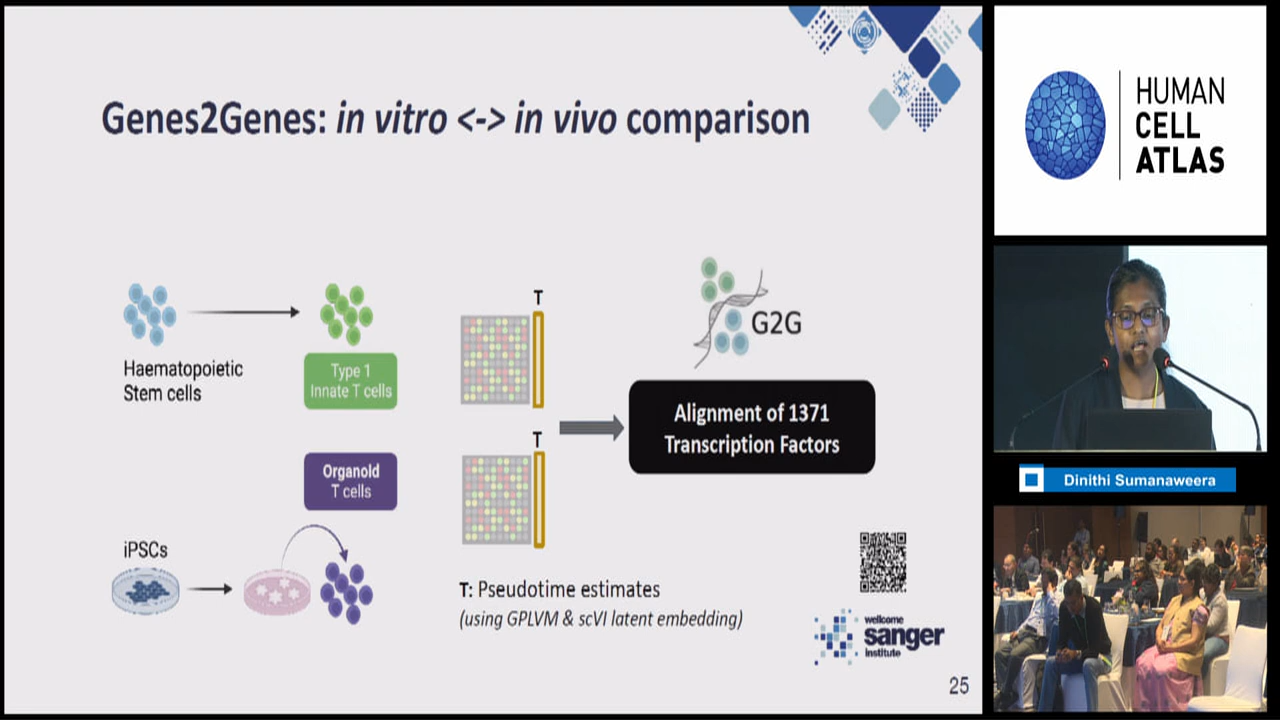 Genes2Genes: in vitro <-> in vivo comparison
Haematopoietic
Stem cells
Type 1
Innate T cells
Organoid
T cells
iPSCs
T
T
T: Pseudotime estimates
(using GPLVM & scVI latent embedding)
G2G
Alignment of 1371
Transcription Factors
wellcome
sanger
institute
25
HUMAN
CELL
ATLAS
Dinithi Sumanaweera